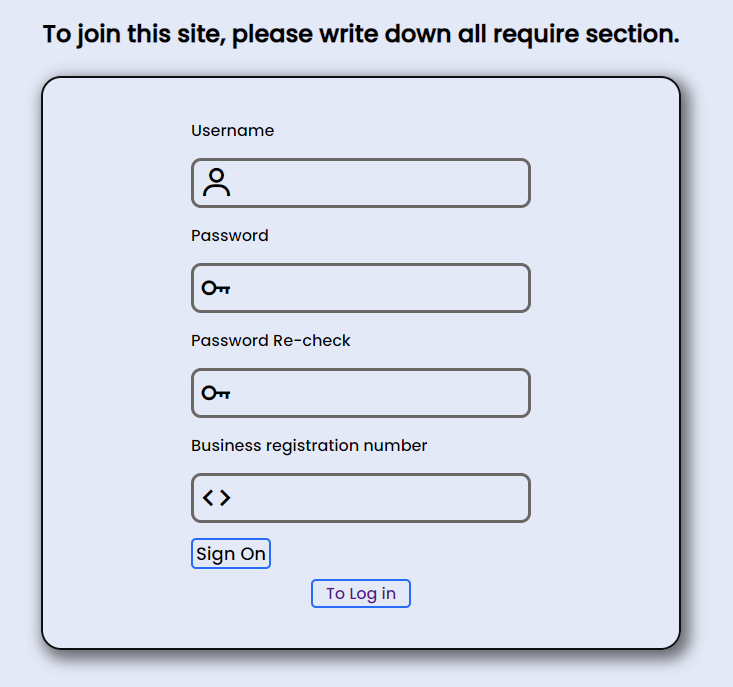 To join this site, please write down all require section.
Username
Password
Password Re-check
Business registration number
Sign On
To Log in